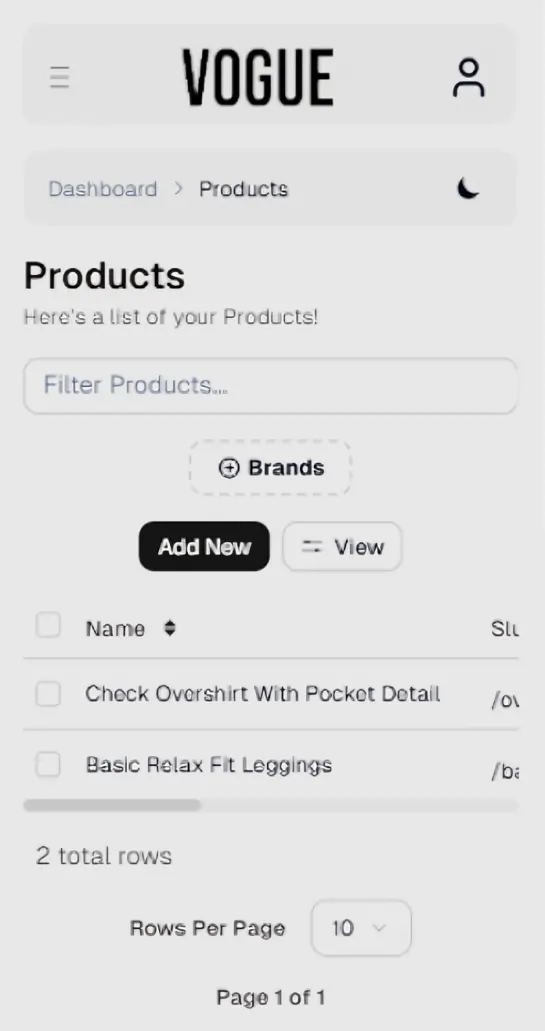 VOGUE
Dashboard > Products
Products
Here's a list of your Products!
Filter Products...
Brands
Add New View
Name Slu
Check Overshirt With Pocket Detail /ov
Basic Relax Fit Leggings /ba
2 total rows
Rows Per Page 10
Page 1 of 1